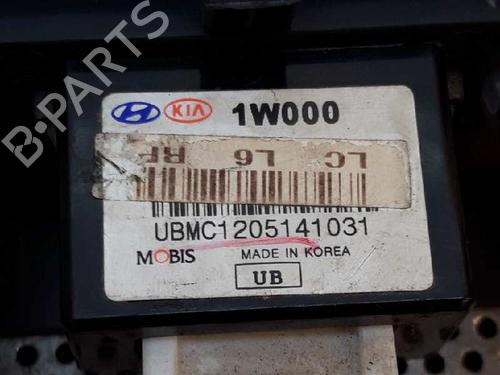 B-PARTS
KIA 1W000
LC L6 RF
UBMC1205141031
MOBIS MADE IN KOREA
UB